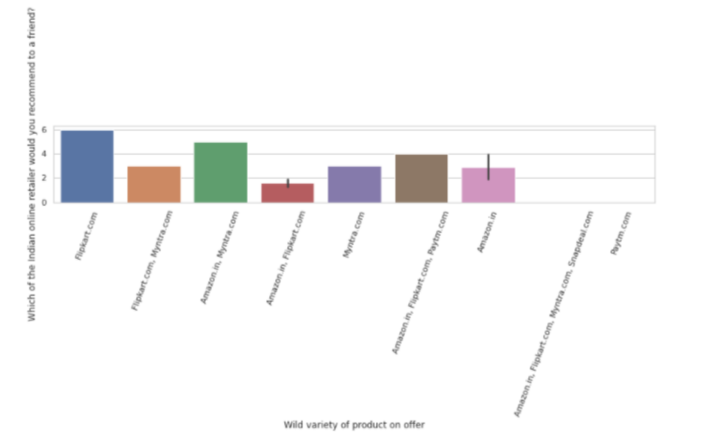 Which of the Indian online retailer would you recommend to a friend?
6
4
2
0
Flipkart.com
Flipkart.com, Myntra.com
Amazon.in, Myntra.com
Amazon.in, Flipkart.com
Myntra.com
Amazon.in, Flipkart.com, Paytm.com
Amazon.in
Amazon.in, Flipkart.com, Myntra.com, Snapdeal.com
Paytm.com
Wild variety of product on offer